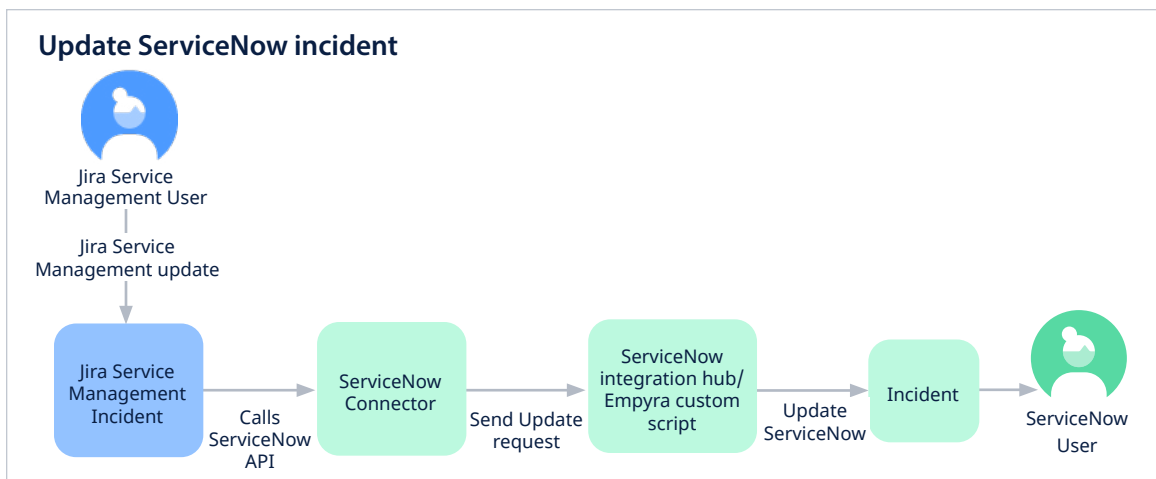 Update ServiceNow incident
Jira Service
Management User
Jira Service
Management update
Jira Service
Management
Incident
Calls
ServiceNow
API
ServiceNow
Connector
Send Update
request
ServiceNow
integration hub/
Empyra custom
script
Update
ServiceNow
Incident
ServiceNow
User